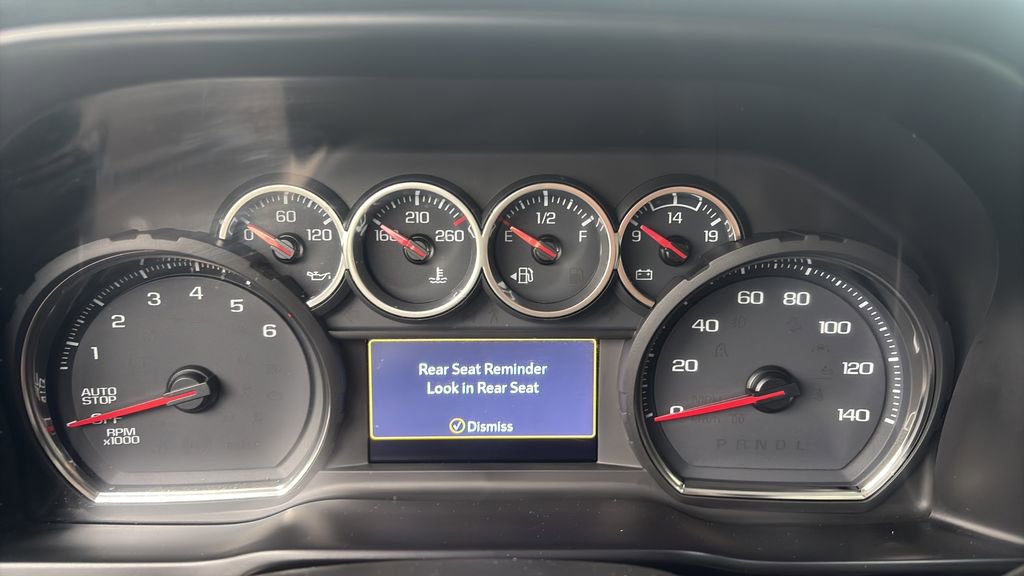 60
0
120
210
160
260
1/2
E
F
14
9
19
1
2
3
4
5
6
AUTO
STOP
OFF
RPM
x1000
Rear Seat Reminder
Look in Rear Seat
Dismiss
0
20
40
60
80
100
120
140
P R N D L